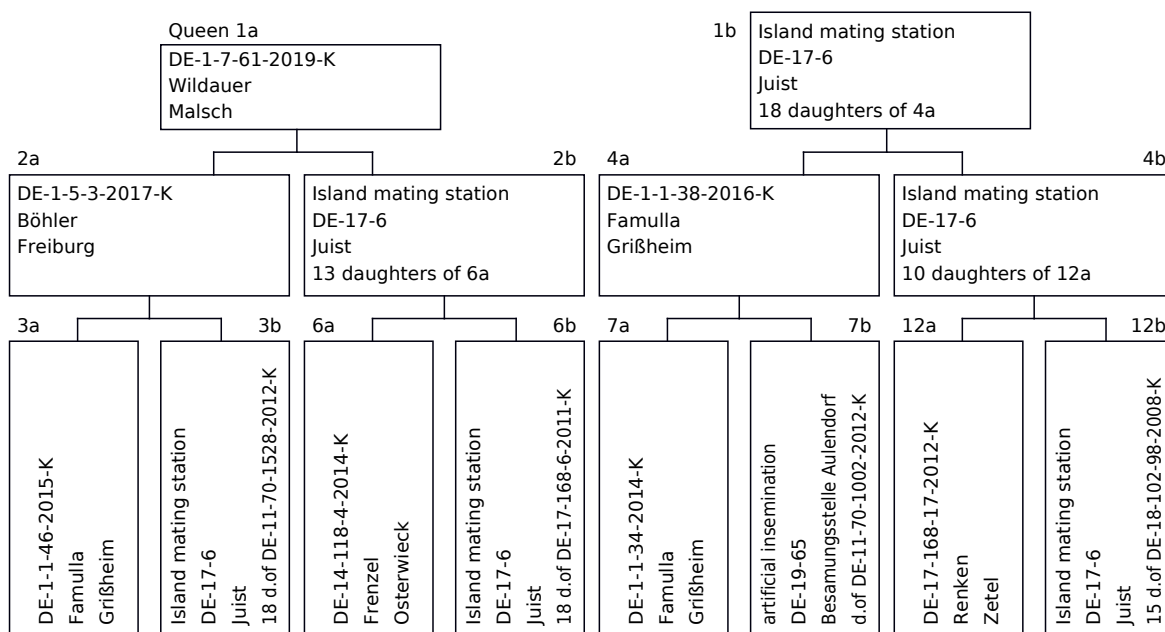 Queen 1a
DE-1-7-61-2019-K
Wildauer
Malsch
1b
Island mating station
DE-17-6
Juist
18 daughters of 4a
2a
DE-1-5-3-2017-K
Böhler
Freiburg
2b
Island mating station
DE-17-6
Juist
13 daughters of 6a
4a
DE-1-1-38-2016-K
Famulla
Grißheim
4b
Island mating station
DE-17-6
Juist
10 daughters of 12a
3a
DE-1-1-46-2015-K
Famulla
Grißheim
3b
Island mating station
DE-17-6
Juist
18 d.of DE-11-70-1528-2012-K
6a
DE-14-118-4-2014-K
Frenzel
Osterwieck
6b
Island mating station
DE-17-6
Juist
18 d.of DE-17-168-6-2011-K
7a
DE-1-1-34-2014-K
Famulla
Grißheim
7b
artificial insemination
DE-19-65
Besamungsstelle Aulendorf
d.of DE-11-70-1002-2012-K
12a
DE-17-168-17-2012-K
Renken
Zetel
12b
Island mating station
DE-17-6
Juist
15 d.of DE-18-102-98-2008-K